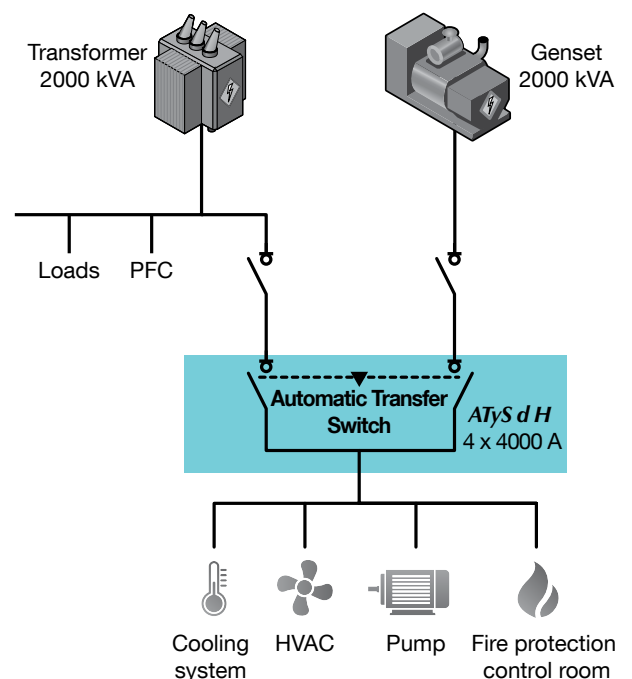 Transformer
2000 kVA
Genset
2000 kVA
Loads
PFC
Automatic Transfer
Switch
ATyS d H
4 x 4000 A
Cooling
system
HVAC
Pump
Fire protection
control room